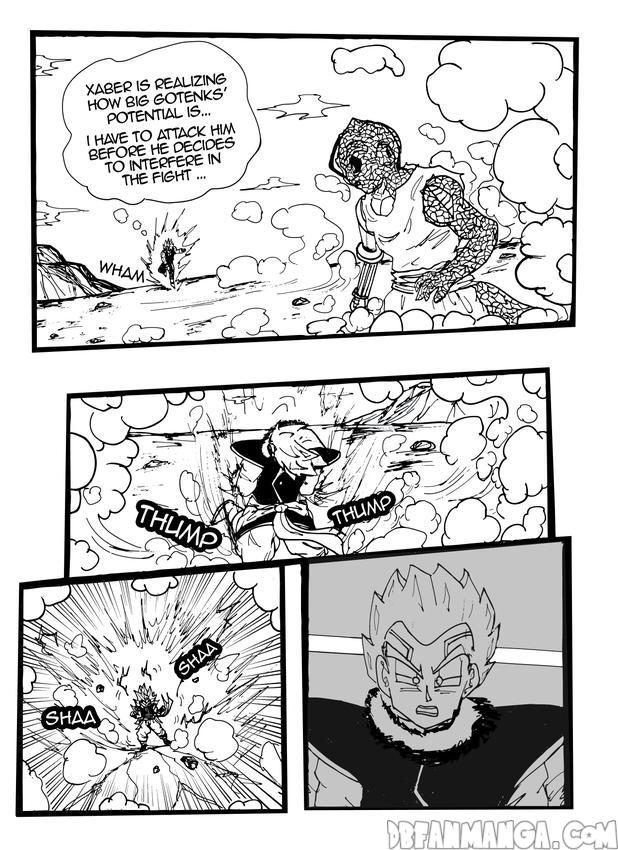 XABER IS REALIZING
HOW BIG GOTENKS'
POTENTIAL IS...
I HAVE TO ATTACK HIM
BEFORE HE DECIDES
TO INTERFERE IN
THE FIGHT ...
WHAM
THUMP
THUMP
SHAA
SHAA
DBFANMANGA.COM